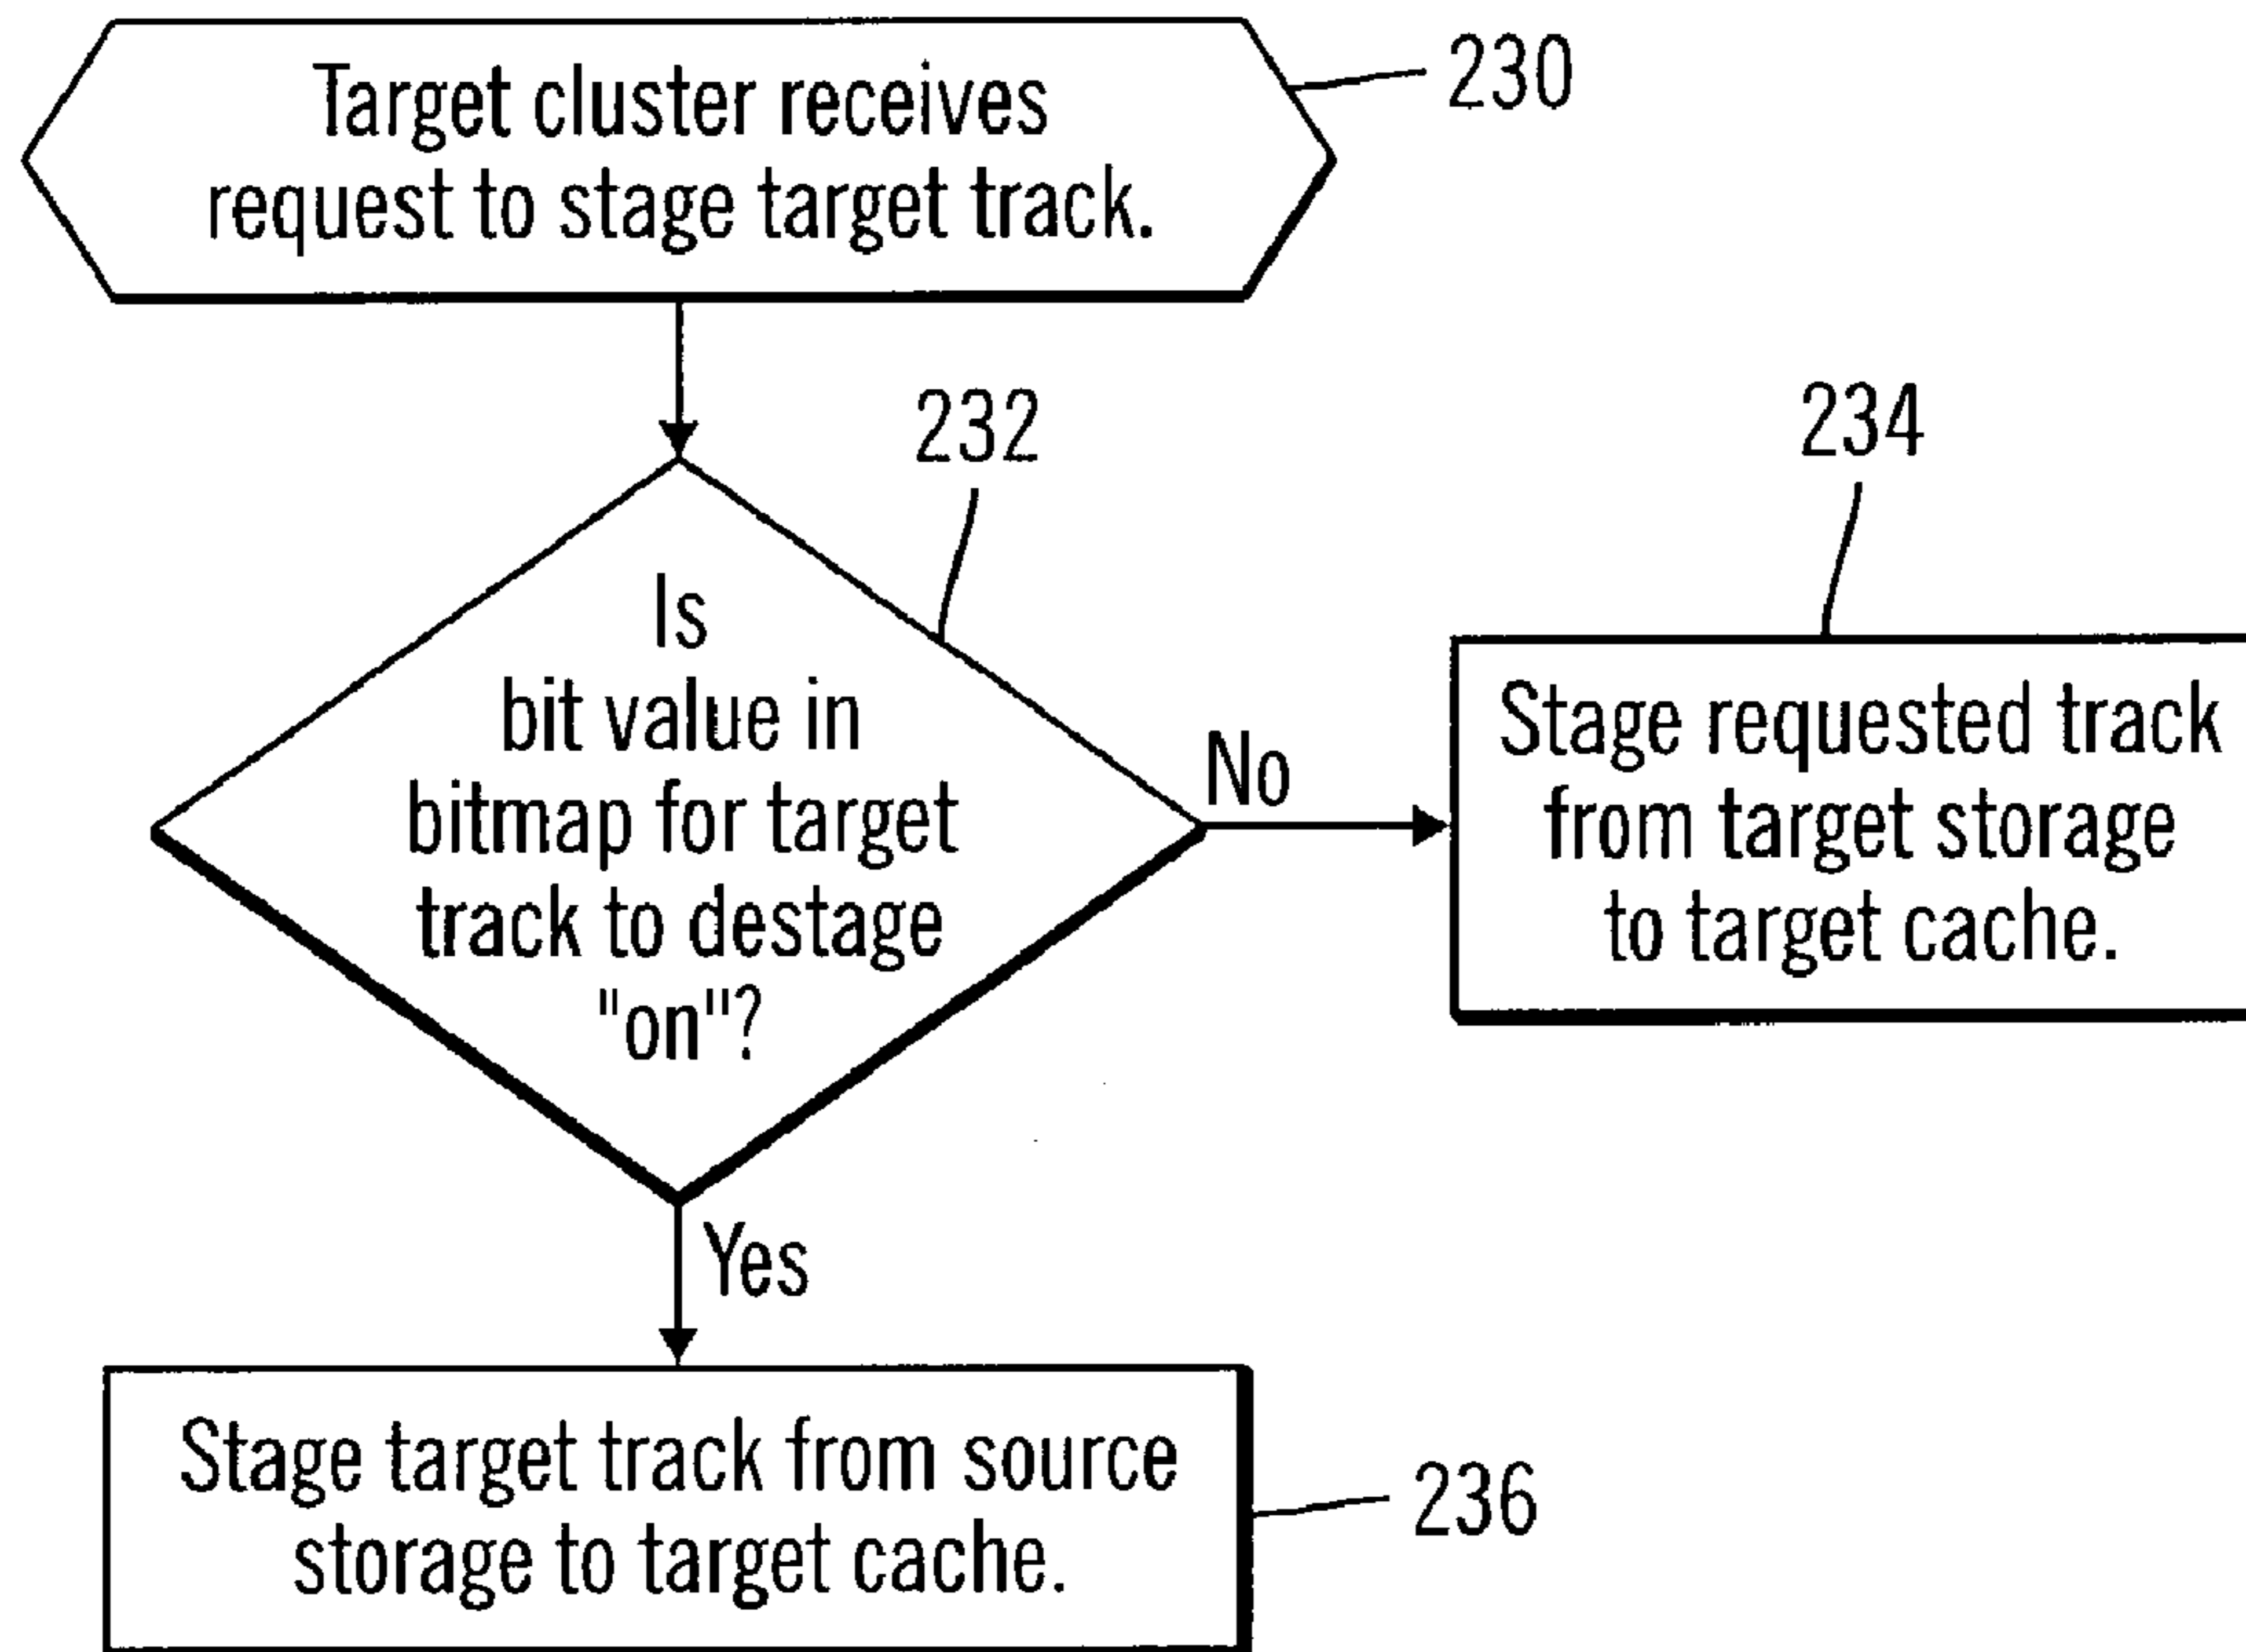 Target cluster receives
request to stage target track.
230
232
234
Is
bit value in
bitmap for target
track to destage
"on"?
No
Stage requested track
from target storage
to target cache.
Yes
Stage target track from source
storage to target cache.
236